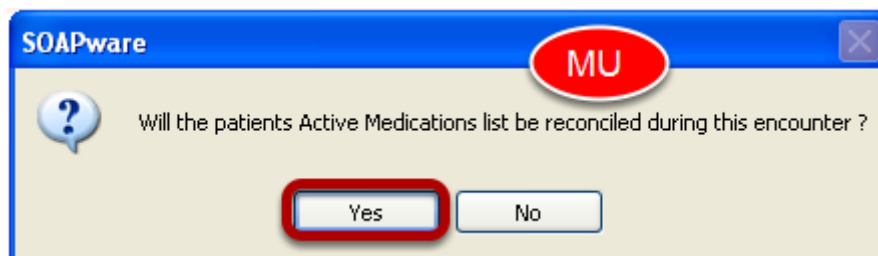 SOAPware
MU
Will the patients Active Medications list be reconciled during this encounter ?
Yes
No